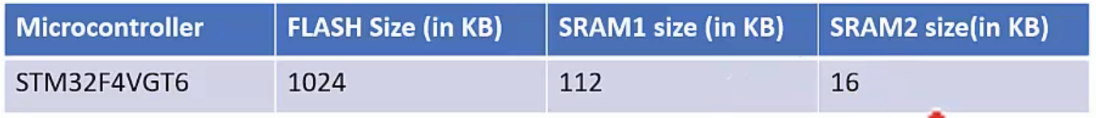 Microcontroller FLASH Size (in KB) SRAM1 size (in KB) SRAM2 size(in KB)
STM32F4VGT6 1024 112 16